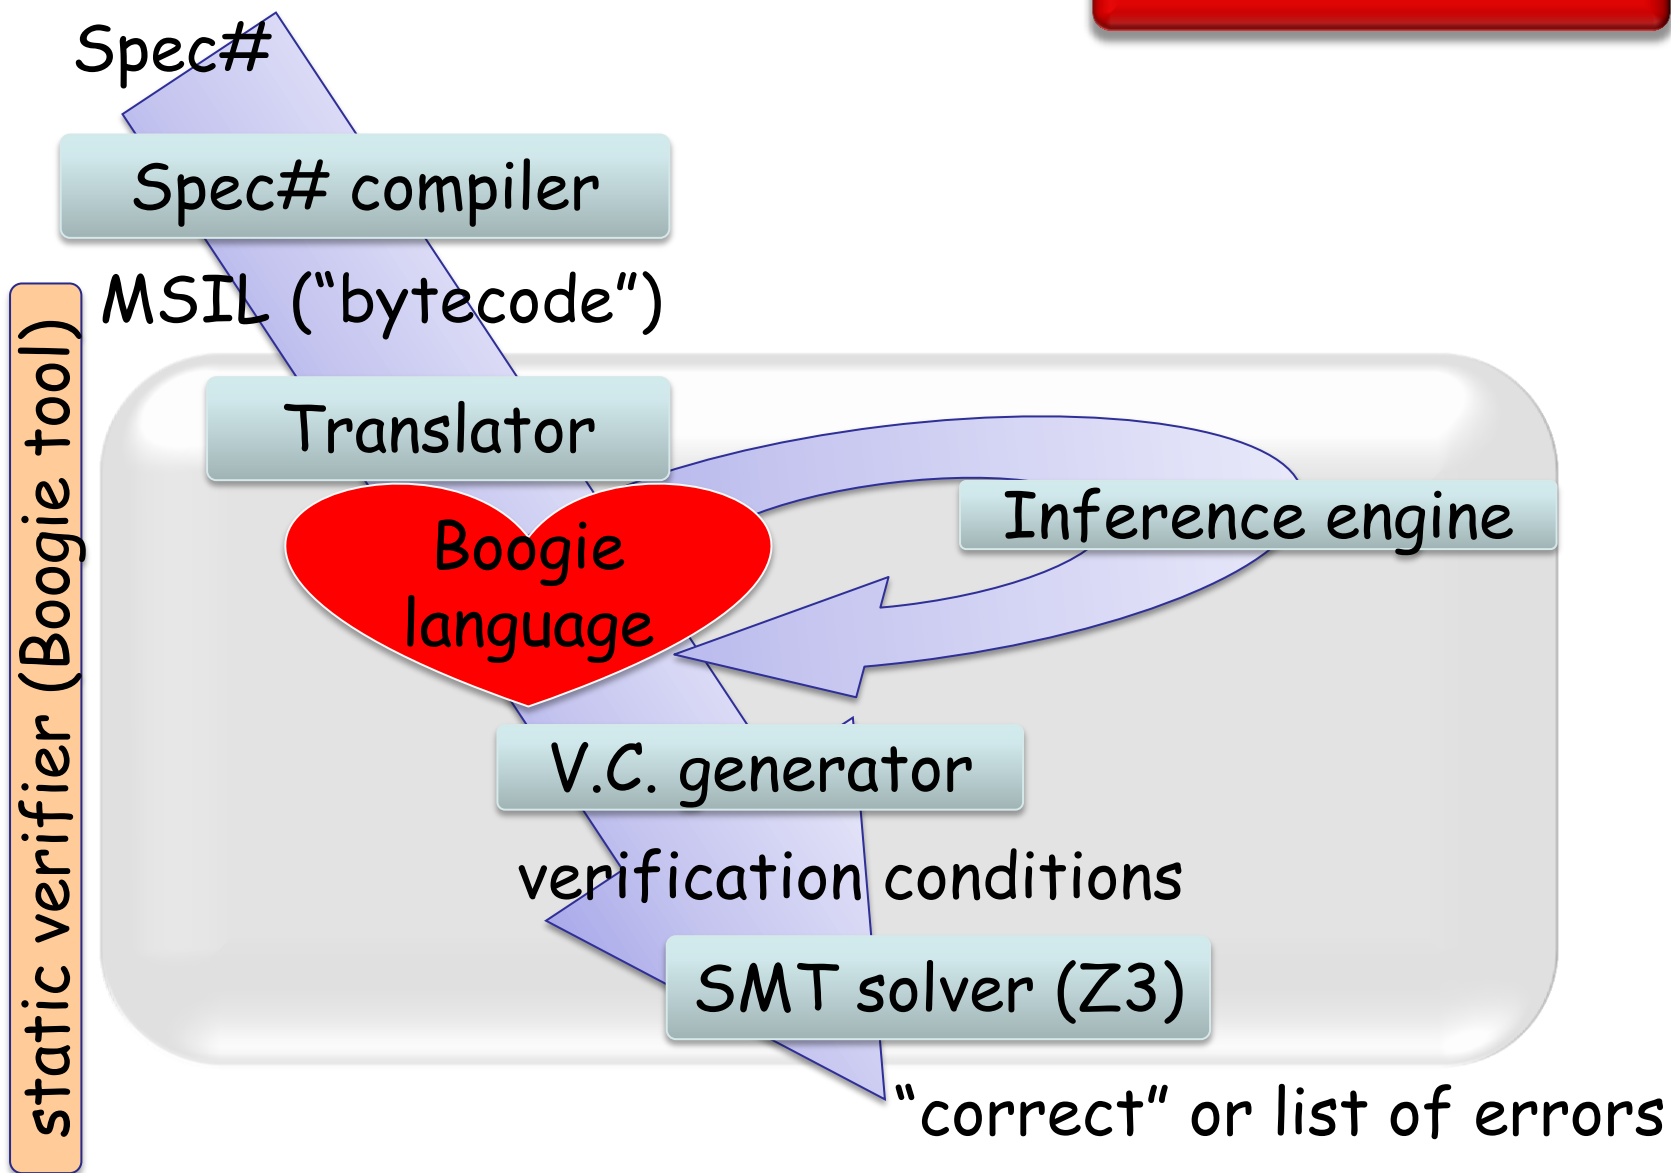 Spec#
Spec# compiler
MSIL (“bytecode”)
static verifier (Boogie tool)
Translator
Inference engine
Boogie
language
V.C. generator
verification conditions
SMT solver (Z3)
“correct” or list of errors